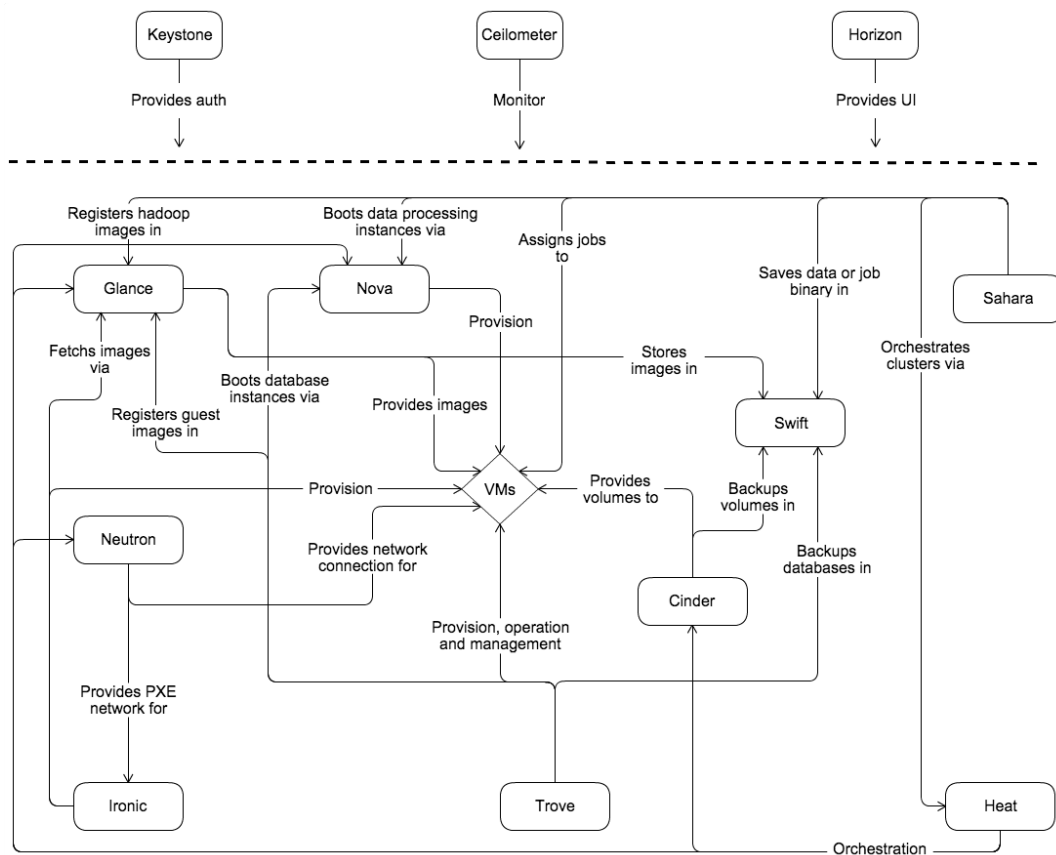 Keystone
Ceilometer
Horizon
Provides auth
Monitor
Provides UI
Registers hadoop
images in
Boots data processing
instances via
Assigns jobs
to
Saves data or job
binary in
Glance
Nova
Sahara
Provision
Fetchs images
via
Stores
images in
Orchestrates
clusters via
Boots database
instances via
Provides images
Registers guest
images in
Swift
VMs
Provision
Provides
volumes to
Backups
volumes in
Neutron
Provides network
connection for
Backups
databases in
Cinder
Provision, operation
and management
Provides PXE
network for
Ironic
Trove
Heat
Orchestration